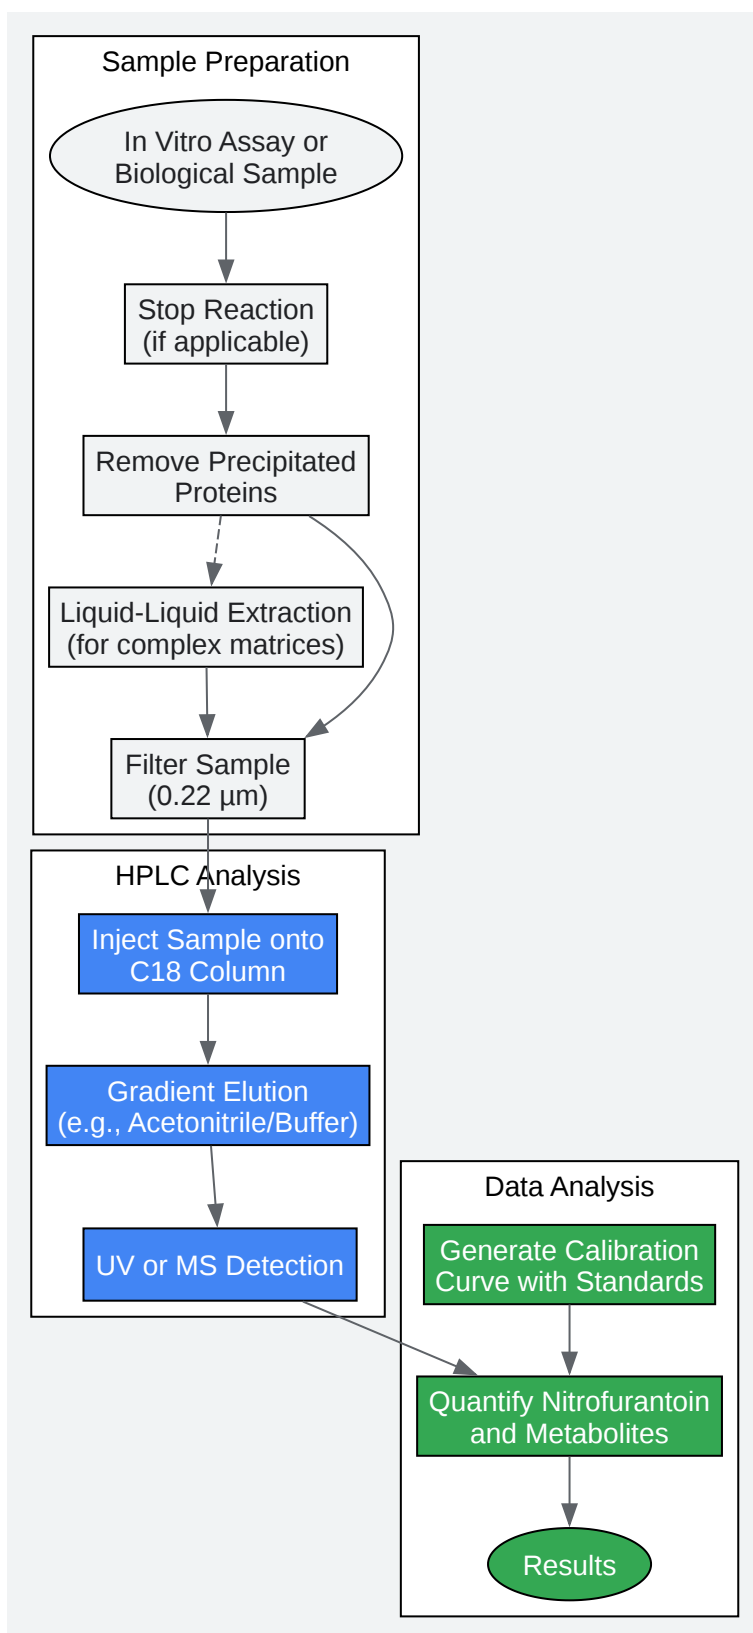 Sample Preparation
In Vitro Assay or
Biological Sample
Stop Reaction
(if applicable)
Remove Precipitated
Proteins
Liquid-Liquid Extraction
(for complex matrices)
Filter Sample
(0.22 µm)
HPLC Analysis
Inject Sample onto
C18 Column
Gradient Elution
(e.g., Acetonitrile/Buffer)
UV or MS Detection
Data Analysis
Generate Calibration
Curve with Standards
Quantify Nitrofurantoin
and Metabolites
Results